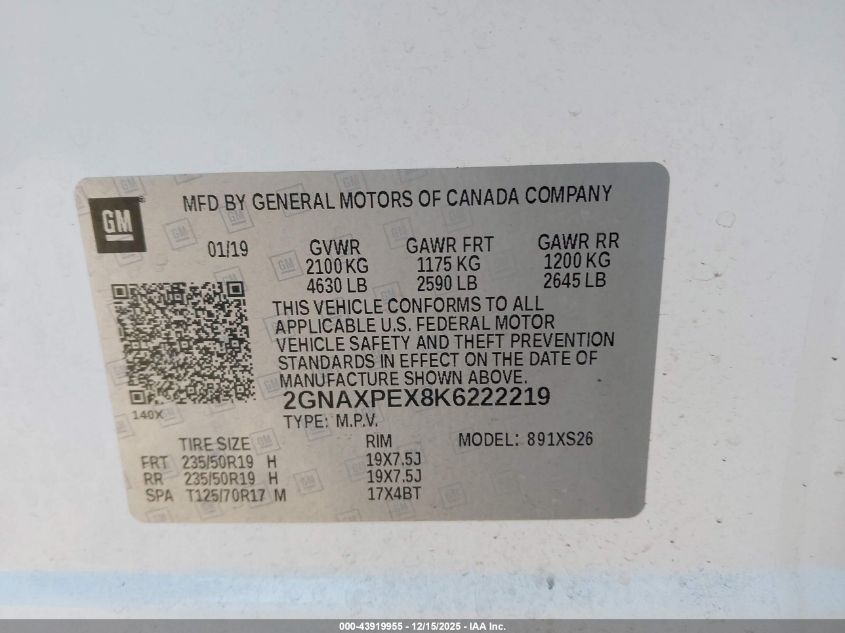 MFD BY GENERAL MOTORS OF CANADA COMPANY
GM
01/19 GVWR GAWR FRT GAWR RR
2100 KG 1175 KG 1200 KG
4630 LB 2590 LB 2645 LB
THIS VEHICLE CONFORMS TO ALL
APPLICABLE U.S. FEDERAL MOTOR
VEHICLE SAFETY AND THEFT PREVENTION
STANDARDS IN EFFECT ON THE DATE OF
MANUFACTURE SHOWN ABOVE.
2GNAXPEX8K6222219
140X
TYPE: M.P.V.
TIRE SIZE RIM MODEL: 891XS26
FRT 235/50R19 H 19X7.5J
RR 235/50R19 H 19X7.5J
SPA T125/70R17 M 17X4BT
000-43919955 - 12/15/2025 - IAA Inc.